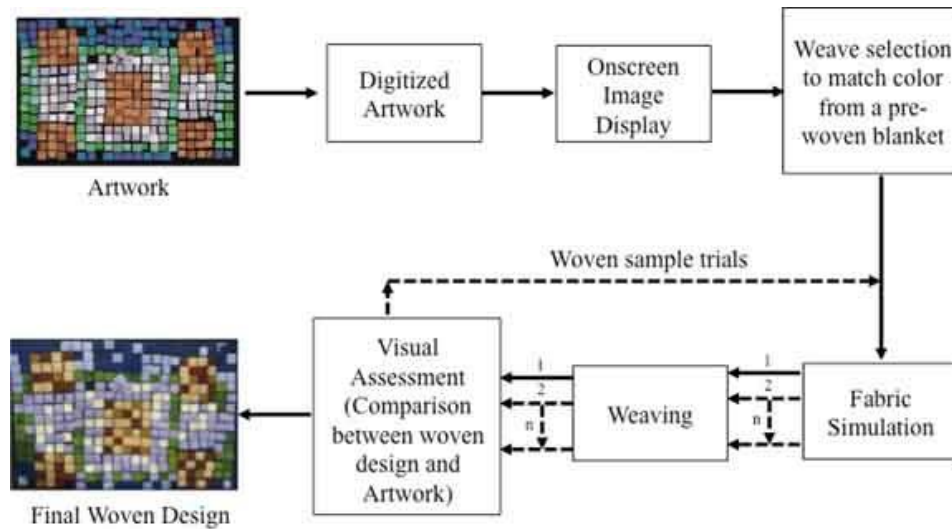 Artwork
Digitized
Artwork
Onscreen
Image
Display
Weave selection
to match color
from a pre-
woven blanket
Woven sample trials
Fabric
Simulation
1
2
n
Weaving
1
2
n
Visual
Assessment
(Comparison
between woven
design and
Artwork)
Final Woven Design